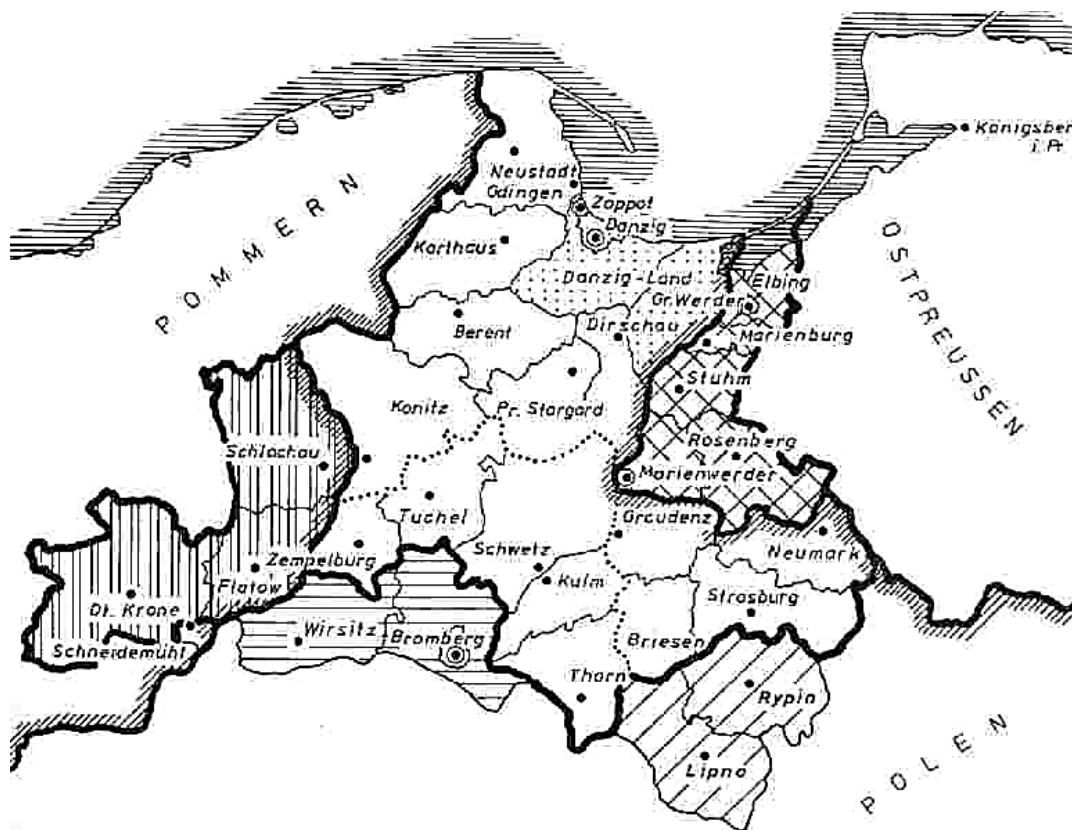 Königsber
i. Pr.
Neustadt
Gdingen
Zoppot
Danzig
POMMERN
OSTPREUSSEN
Karthaus
Danzig-Land
Elbing
Gr. Werder
Berent
Dirschau
Marienburg
Stuhm
Konitz
Pr. Stargard
Rosenberg
Schlochau
Marienwerder
Tuchel
Graudenz
Neumark
Schwetz
Zempelburg
Kulm
Flatow
Dt. Krone
Strasburg
Wirsitz
Bromberg
Briesen
Schneidemühl
Thorn
Rypin
Lipno
POLEN